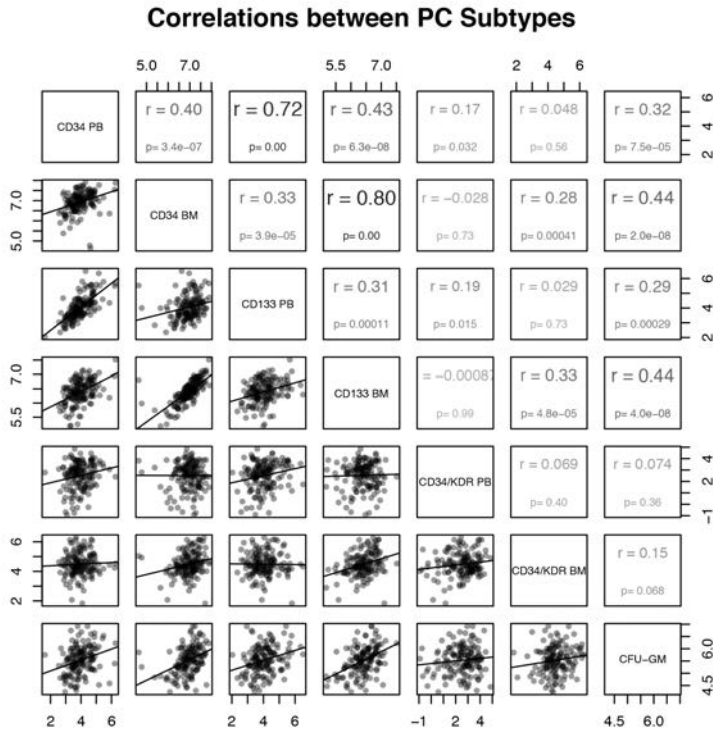 Correlations between PC Subtypes
5.0 7.0 5.5 7.0 2 4 6
CD34 PB r = 0.40 r = 0.72 r = 0.43 r = 0.17 r = 0.048 r = 0.32
p= 3.4e-07 p= 0.00 p= 6.3e-08 p= 0.032 p= 0.56 p= 7.5e-05
2 4 6
CD34 BM r = 0.33 r = 0.80 r = -0.028 r = 0.28 r = 0.44
p= 3.9e-05 p= 0.00 p= 0.73 p= 0.00041 p= 2.0e-08
5.0 7.0
CD133 PB r = 0.31 r = 0.19 r = 0.029 r = 0.29
p= 0.00011 p= 0.015 p= 0.73 p= 0.00029
2 4 6
CD133 BM = -0.00087 r = 0.33 r = 0.44
p= 0.99 p= 4.8e-05 p= 4.0e-08
5.5 7.0
CD34/KDR PB r = 0.069 r = 0.074
p= 0.40 p= 0.36
-1 2 4
CD34/KDR BM r = 0.15
p= 0.068
2 4 6
CFU-GM
4.5 6.0
2 4 6 2 4 6 -1 2 4 4.5 6.0